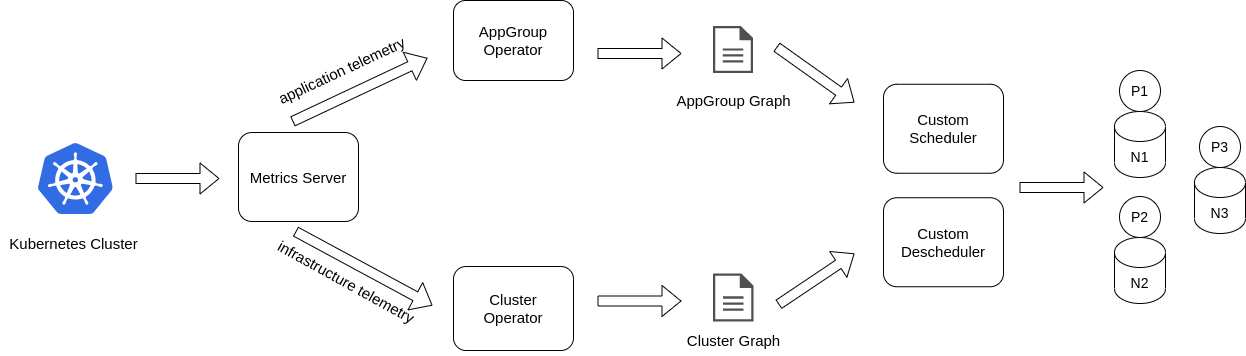 Kubernetes Cluster
Metrics Server
application telemetry
infrastructure telemetry
AppGroup
Operator
Cluster
Operator
AppGroup Graph
Cluster Graph
Custom
Scheduler
Custom
Descheduler
P1
N1
P2
N2
P3
N3